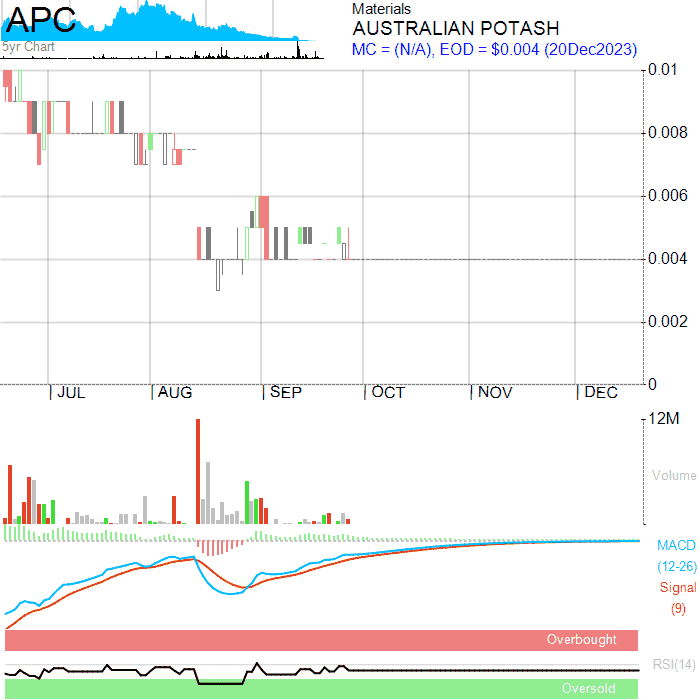 APC
5yr Chart
Materials
AUSTRALIAN POTASH
MC = (N/A), EOD = $0.004 (20Dec2023)
0.01
0.008
0.006
0.004
0.002
0
JUL AUG SEP OCT NOV DEC
12M
Volume
MACD
(12-26)
Signal
(9)
Overbought
RSI(14)
Oversold